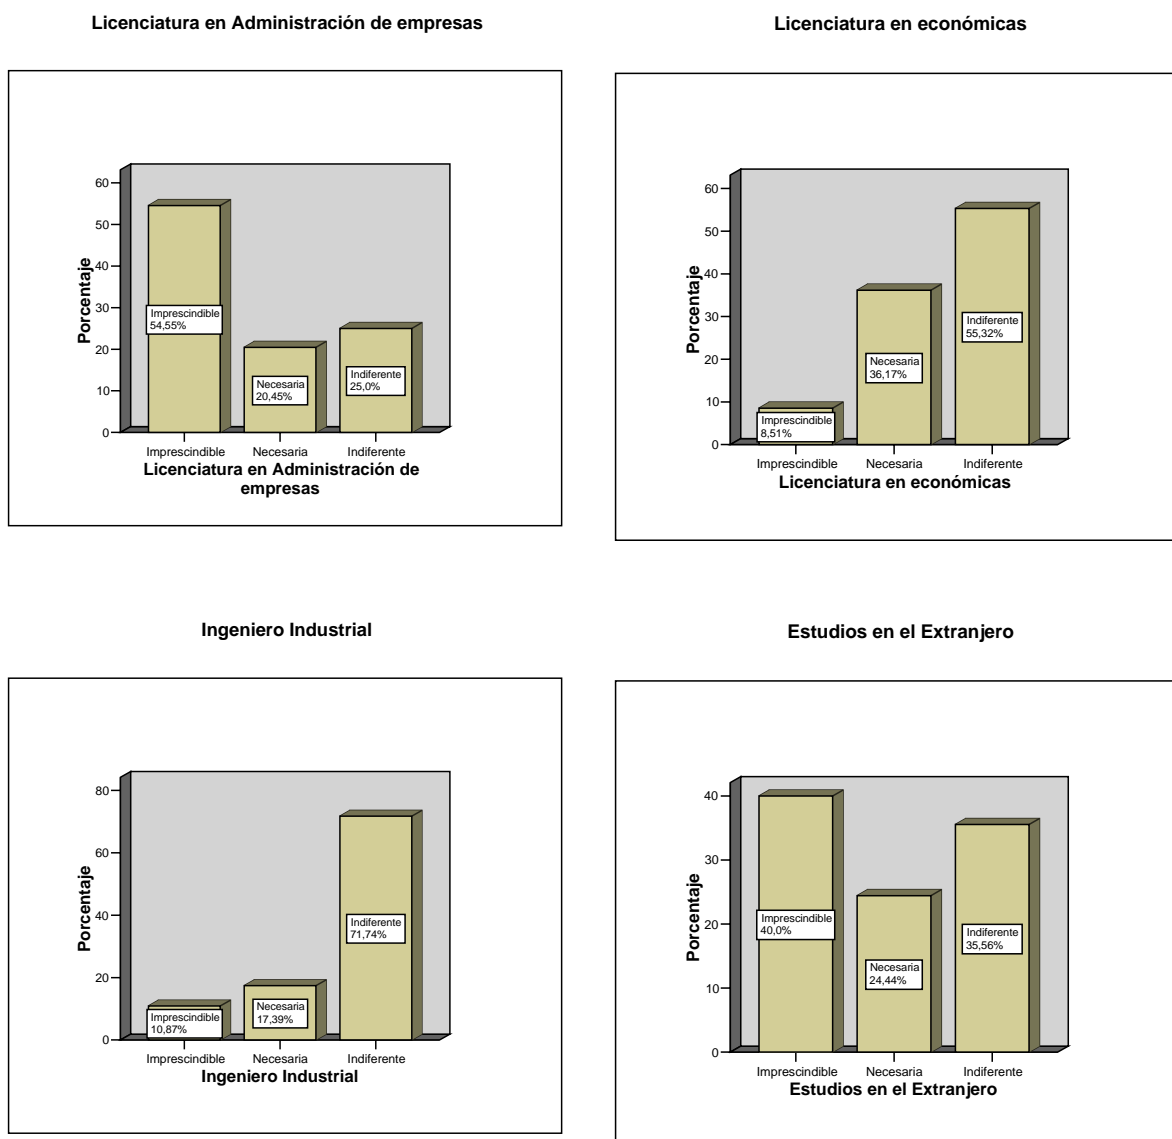 Licenciatura en Administración de empresas
Porcentaje
60
50
40
30
20
10
0
Imprescindible
54,55%
Necesaria
20,45%
Indiferente
25,0%
Imprescindible Necesaria Indiferente
Licenciatura en Administración de
empresas
Licenciatura en económicas
Porcentaje
60
50
40
30
20
10
0
Imprescindible
8,51%
Necesaria
36,17%
Indiferente
55,32%
Imprescindible Necesaria Indiferente
Licenciatura en económicas
Ingeniero Industrial
Porcentaje
80
60
40
20
0
Imprescindible
10,87%
Necesaria
17,39%
Indiferente
71,74%
Imprescindible Necesaria Indiferente
Ingeniero Industrial
Estudios en el Extranjero
Porcentaje
40
30
20
10
0
Imprescindible
40,0%
Necesaria
24,44%
Indiferente
35,56%
Imprescindible Necesaria Indiferente
Estudios en el Extranjero